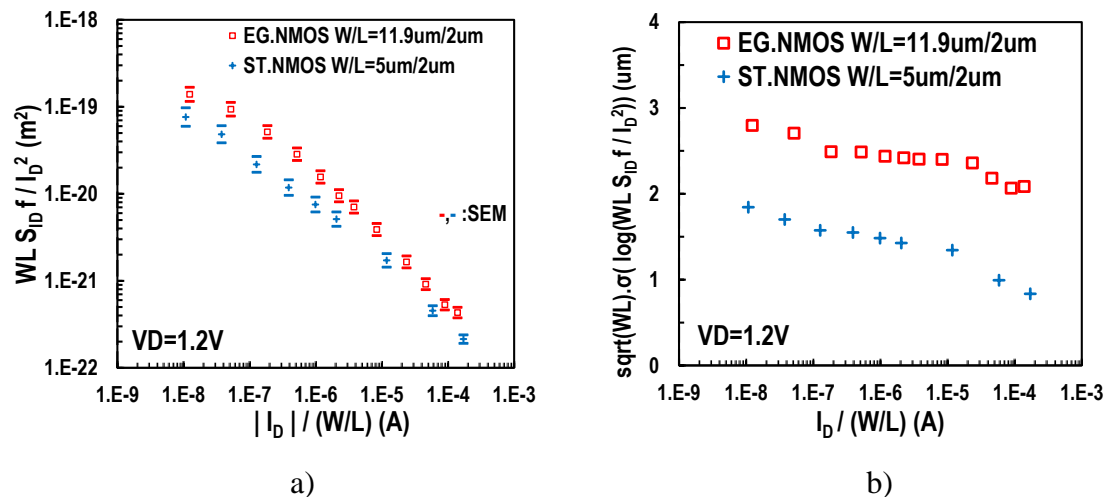 1.E-18
EG.NMOS W/L=11.9um/2um
ST.NMOS W/L=5um/2um
1.E-19
1.E-20
1.E-21
1.E-22
WL S_ID f / I_D^2 (m^2)
-,- :SEM
VD=1.2V
1.E-9 1.E-8 1.E-7 1.E-6 1.E-5 1.E-4 1.E-3
| I_D | / (W/L) (A)
a)
4
EG.NMOS W/L=11.9um/2um
ST.NMOS W/L=5um/2um
3
2
1
0
sqrt(WL).σ( log(WL S_ID f / I_D^2)) (um)
VD=1.2V
1.E-9 1.E-8 1.E-7 1.E-6 1.E-5 1.E-4 1.E-3
I_D / (W/L) (A)
b)